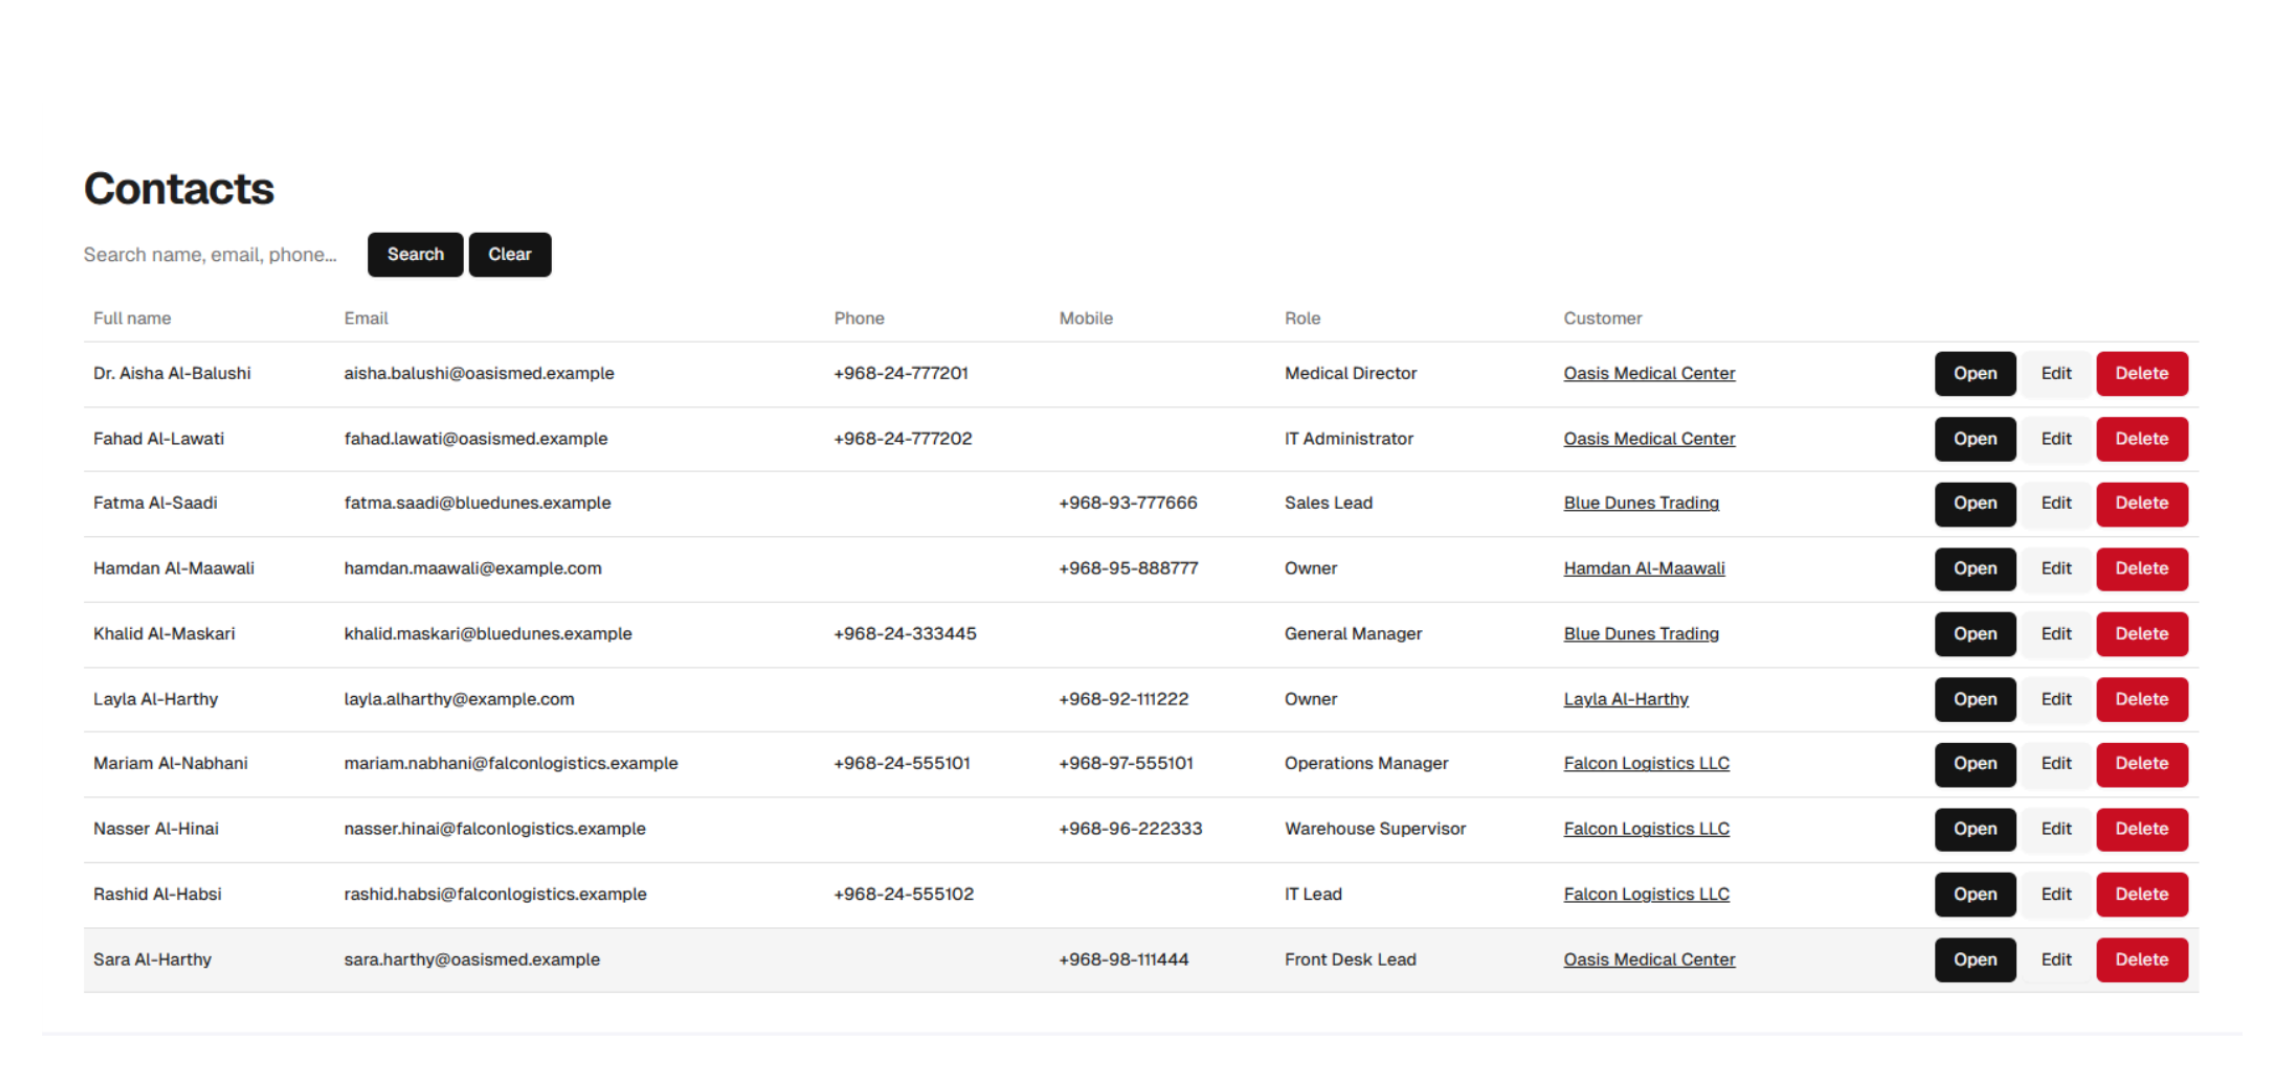 Contacts
Search name, email, phone... Search Clear
Full name Email Phone Mobile Role Customer
Dr. Aisha Al-Balushi aisha.balushi@oasismed.example +968-24-777201 Medical Director Oasis Medical Center Open Edit Delete
Fahad Al-Lawati fahad.lawati@oasismed.example +968-24-777202 IT Administrator Oasis Medical Center Open Edit Delete
Fatma Al-Saadi fatma.saadi@bluedunes.example +968-93-777666 Sales Lead Blue Dunes Trading Open Edit Delete
Hamdan Al-Maawali hamdan.maawali@example.com +968-95-888777 Owner Hamdan Al-Maawali Open Edit Delete
Khalid Al-Maskari khalid.maskari@bluedunes.example +968-24-333445 General Manager Blue Dunes Trading Open Edit Delete
Layla Al-Harthy layla.alharthy@example.com +968-92-111222 Owner Layla Al-Harthy Open Edit Delete
Mariam Al-Nabhani mariam.nabhani@falconlogistics.example +968-24-555101 +968-97-555101 Operations Manager Falcon Logistics LLC Open Edit Delete
Nasser Al-Hinai nasser.hinai@falconlogistics.example +968-96-222333 Warehouse Supervisor Falcon Logistics LLC Open Edit Delete
Rashid Al-Habsi rashid.habsi@falconlogistics.example +968-24-555102 IT Lead Falcon Logistics LLC Open Edit Delete
Sara Al-Harthy sara.harthy@oasismed.example +968-98-111444 Front Desk Lead Oasis Medical Center Open Edit Delete